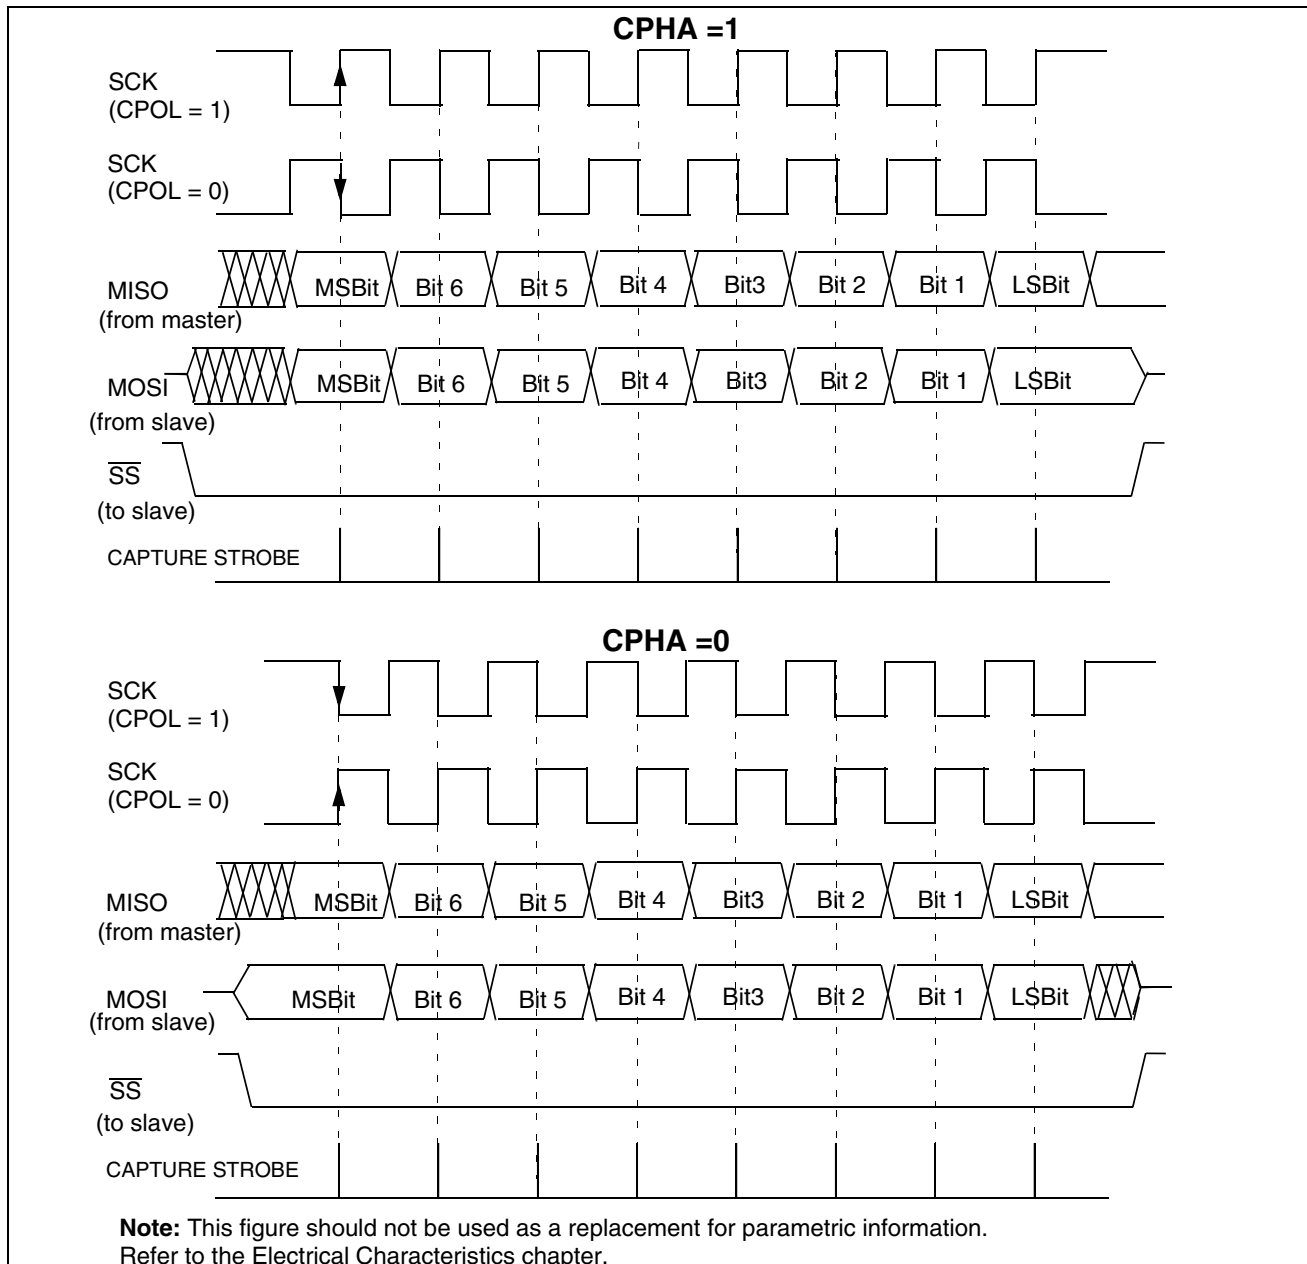 CPHA =1
SCK
(CPOL = 1)
SCK
(CPOL = 0)
MISO
(from master)
MSBit Bit 6 Bit 5 Bit 4 Bit3 Bit 2 Bit 1 LSBit
MOSI
(from slave)
MSBit Bit 6 Bit 5 Bit 4 Bit3 Bit 2 Bit 1 LSBit
SS
(to slave)
CAPTURE STROBE
CPHA =0
SCK
(CPOL = 1)
SCK
(CPOL = 0)
MISO
(from master)
MSBit Bit 6 Bit 5 Bit 4 Bit3 Bit 2 Bit 1 LSBit
MOSI
(from slave)
MSBit Bit 6 Bit 5 Bit 4 Bit3 Bit 2 Bit 1 LSBit
SS
(to slave)
CAPTURE STROBE
Note: This figure should not be used as a replacement for parametric information.
Refer to the Electrical Characteristics chapter.